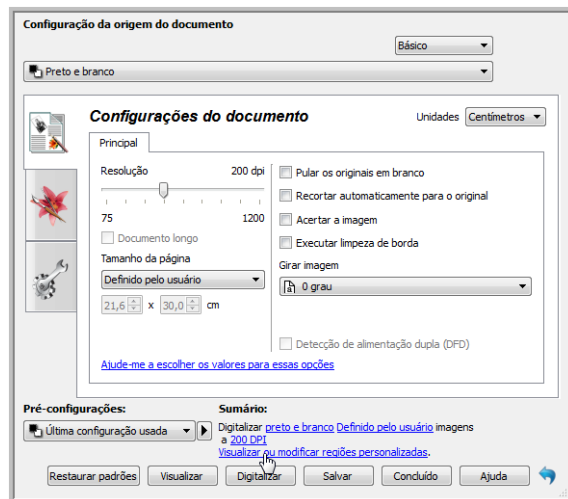 Configuração da origem do documento
Básico
Preto e branco
Configurações do documento
Unidades Centímetros
Principal
Resolução 200 dpi
75 1200
Documento longo
Tamanho da página
Definido pelo usuário
21,6 x 30,0 cm
Pular os originais em branco
Recortar automaticamente para o original
Acertar a imagem
Executar limpeza de borda
Girar imagem
0 grau
Detecção de alimentação dupla (DFD)
Ajude-me a escolher os valores para essas opções
Pré-configurações:
Última configuração usada
Sumário:
Digitalizar preto e branco Definido pelo usuário imagens
a 200 DPI
Visualizar ou modificar regiões personalizadas.
Restaurar padrões Visualizar Digitalizar Salvar Concluído Ajuda